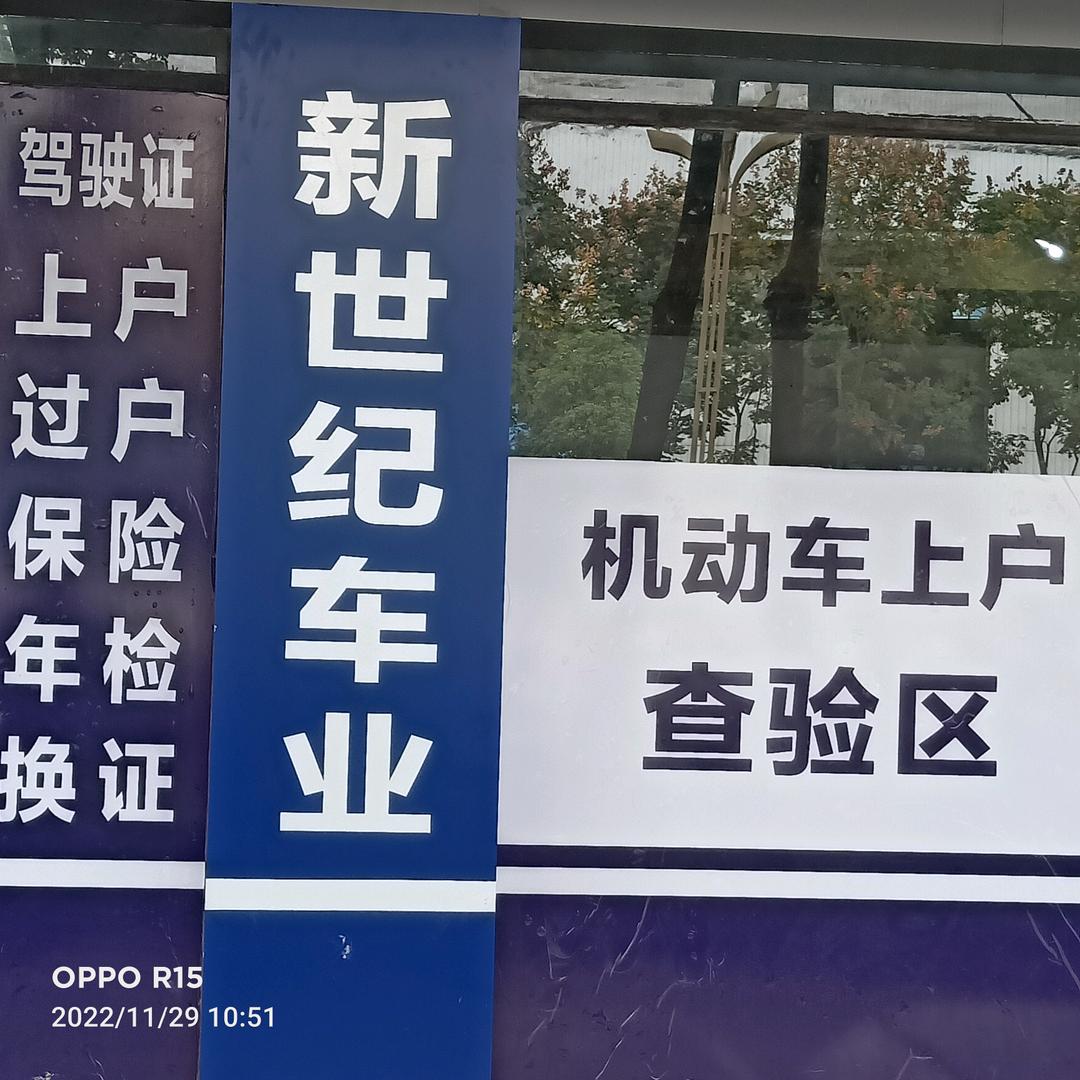 驾驶证
上户
过户
保险
年检
换证
新世纪车业
机动车上户
查验区
OPPO R15
2022/11/29 10:51